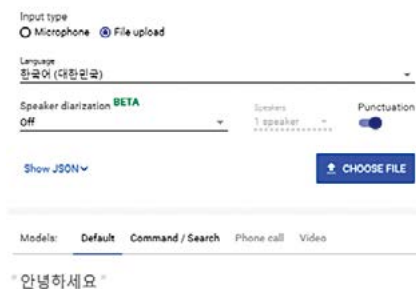 Input type
Microphone File upload
Language
한국어 (대한민국)
Speaker diarization BETA
Off
Speakers
1 speaker
Punctuation
Show JSON
CHOOSE FILE
Models: Default Command / Search Phone call Video
"안녕하세요"